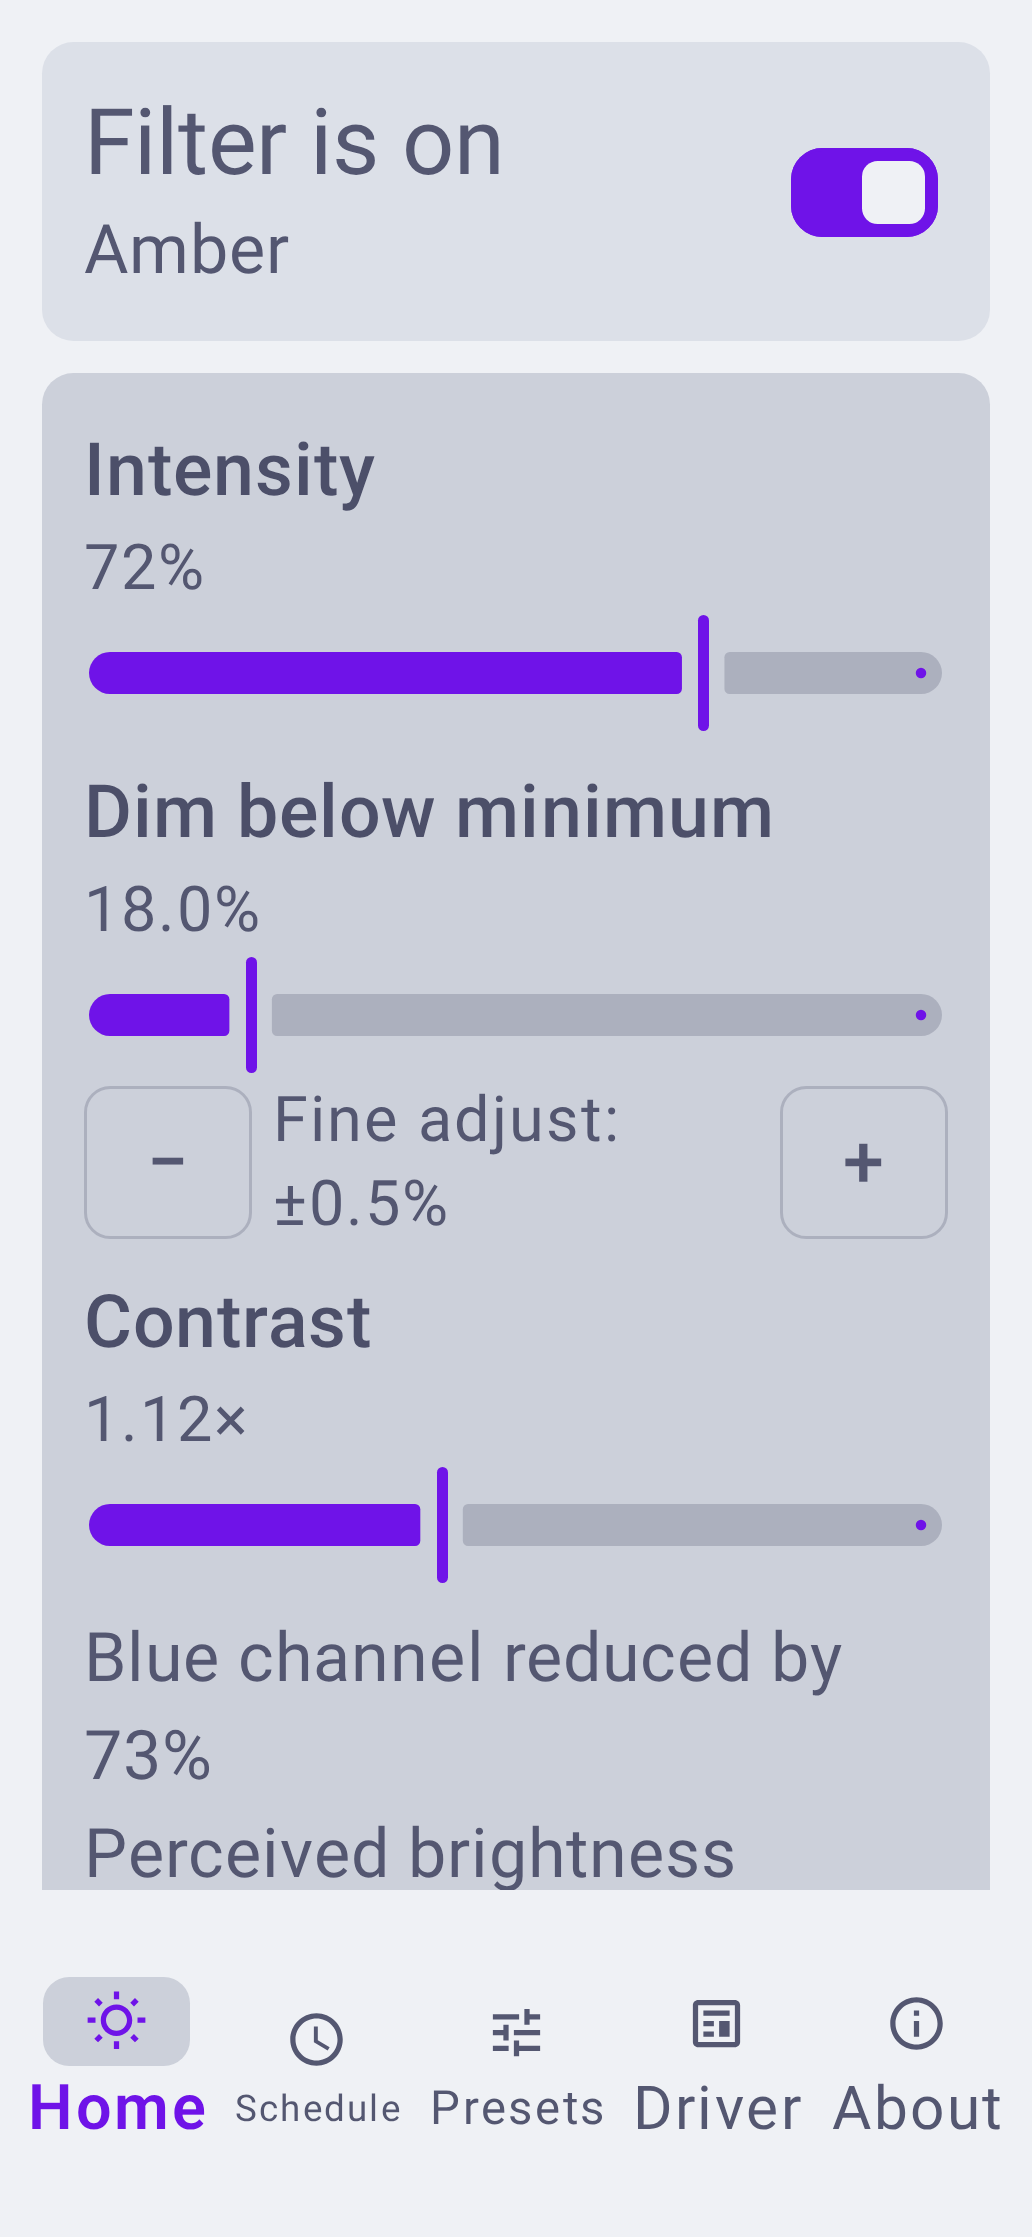 Filter is on
Amber
Intensity
72%
Dim below minimum
18.0%
−
Fine adjust:
±0.5%
+
Contrast
1.12×
Blue channel reduced by
73%
Perceived brightness
Home
Schedule
Presets
Driver
About